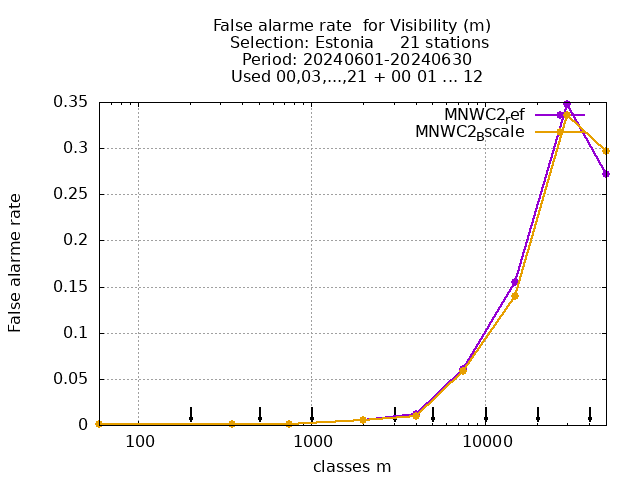 False alarme rate  for Visibility (m)
Selection: Estonia     21 stations
Period: 20240601-20240630
Used 00,03,...,21 + 00 01 ... 12
0.35
0.3
0.25
0.2
0.15
0.1
0.05
0
False alarme rate
MNWC2ref
MNWC2Bscale
100
1000
10000
classes m